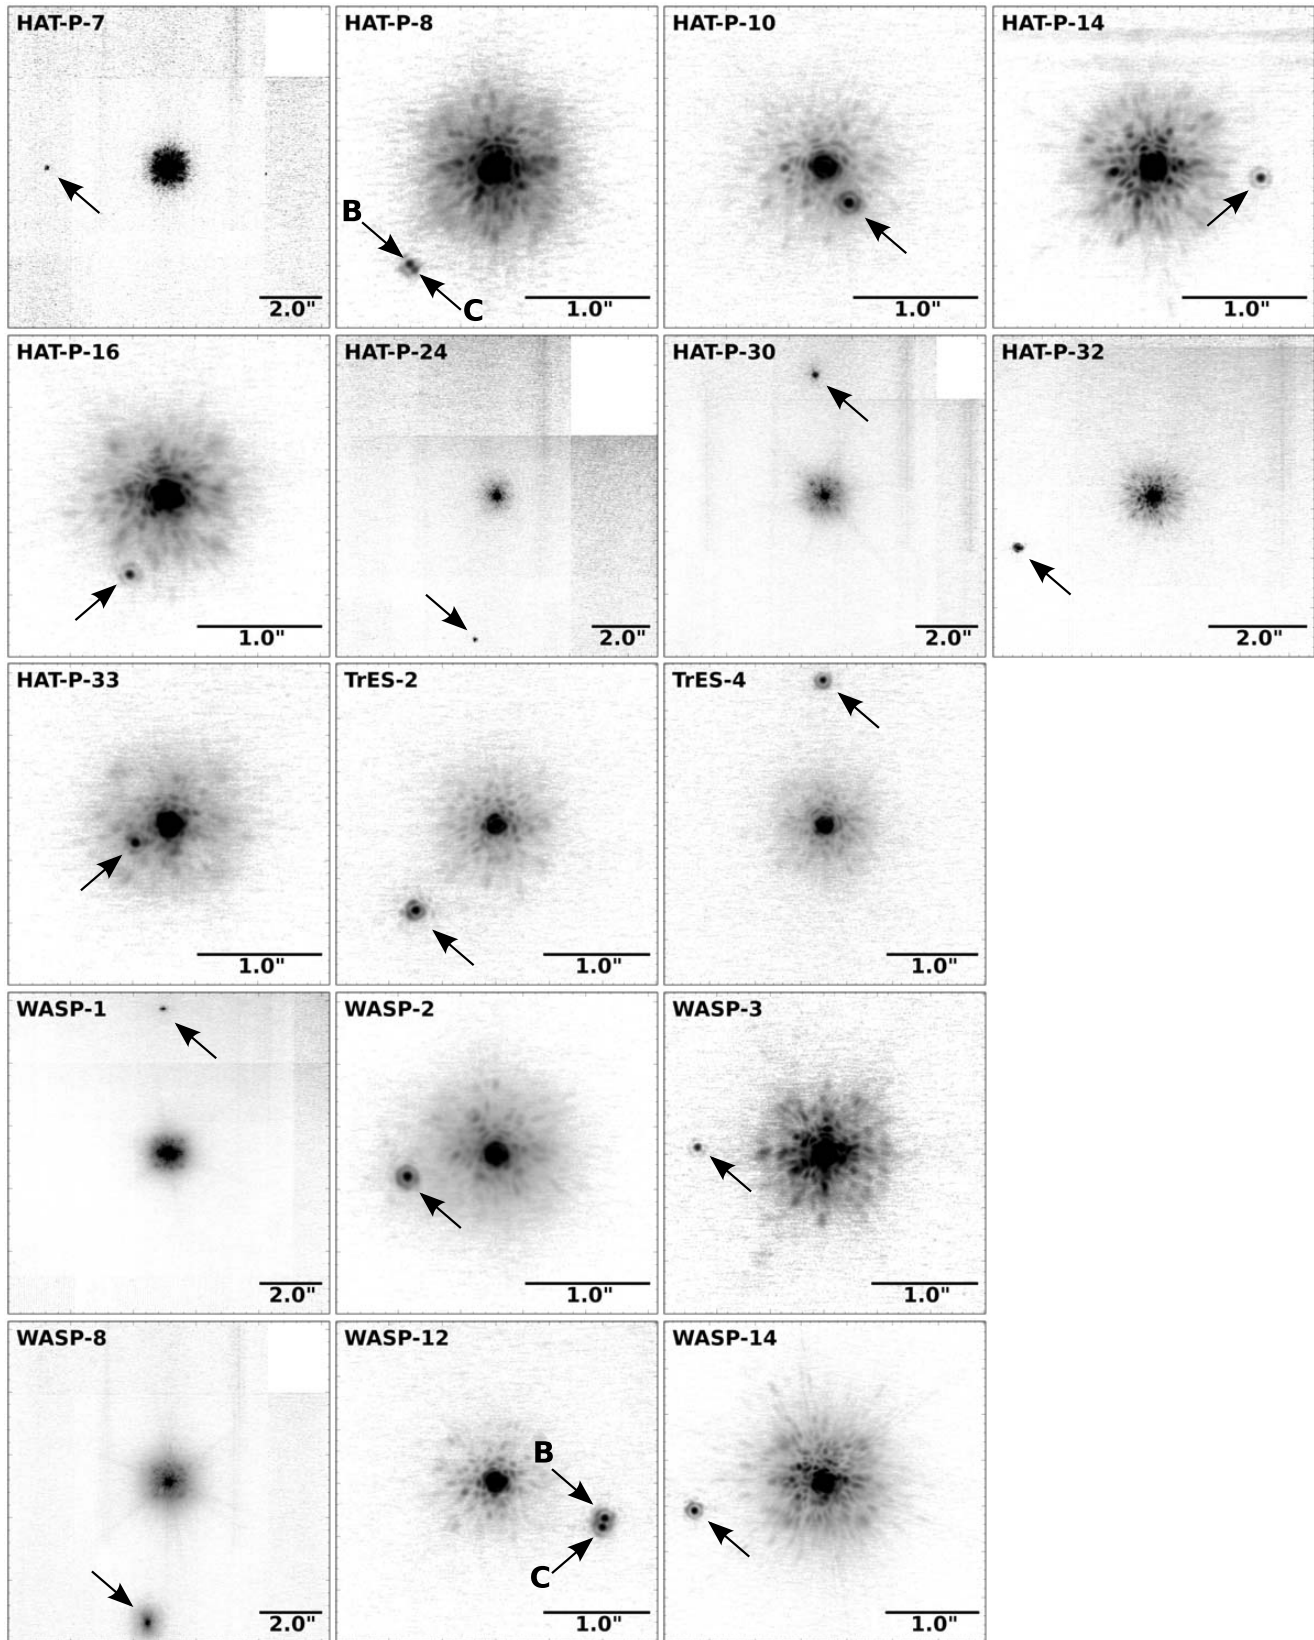 HAT-P-7
2.0"
HAT-P-8
B
C
1.0"
HAT-P-10
1.0"
HAT-P-14
1.0"
HAT-P-16
1.0"
HAT-P-24
2.0"
HAT-P-30
2.0"
HAT-P-32
2.0"
HAT-P-33
1.0"
TrES-2
1.0"
TrES-4
1.0"
WASP-1
2.0"
WASP-2
1.0"
WASP-3
1.0"
WASP-8
2.0"
WASP-12
B
C
1.0"
WASP-14
1.0"